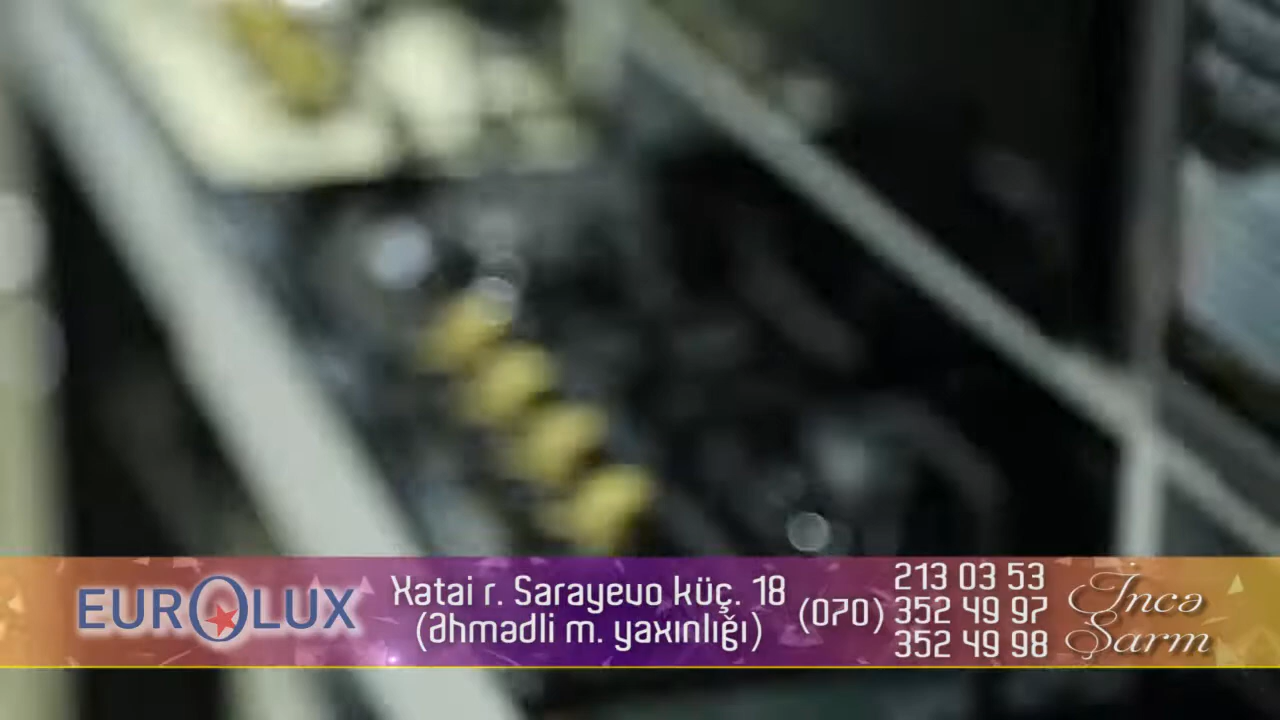 EUROLUX
Xatai r. Sarayevo küç. 18
(Əhmədli m. yaxınlığı)
(070)
213 03 53
352 49 97
352 49 98
İncə
Şarm